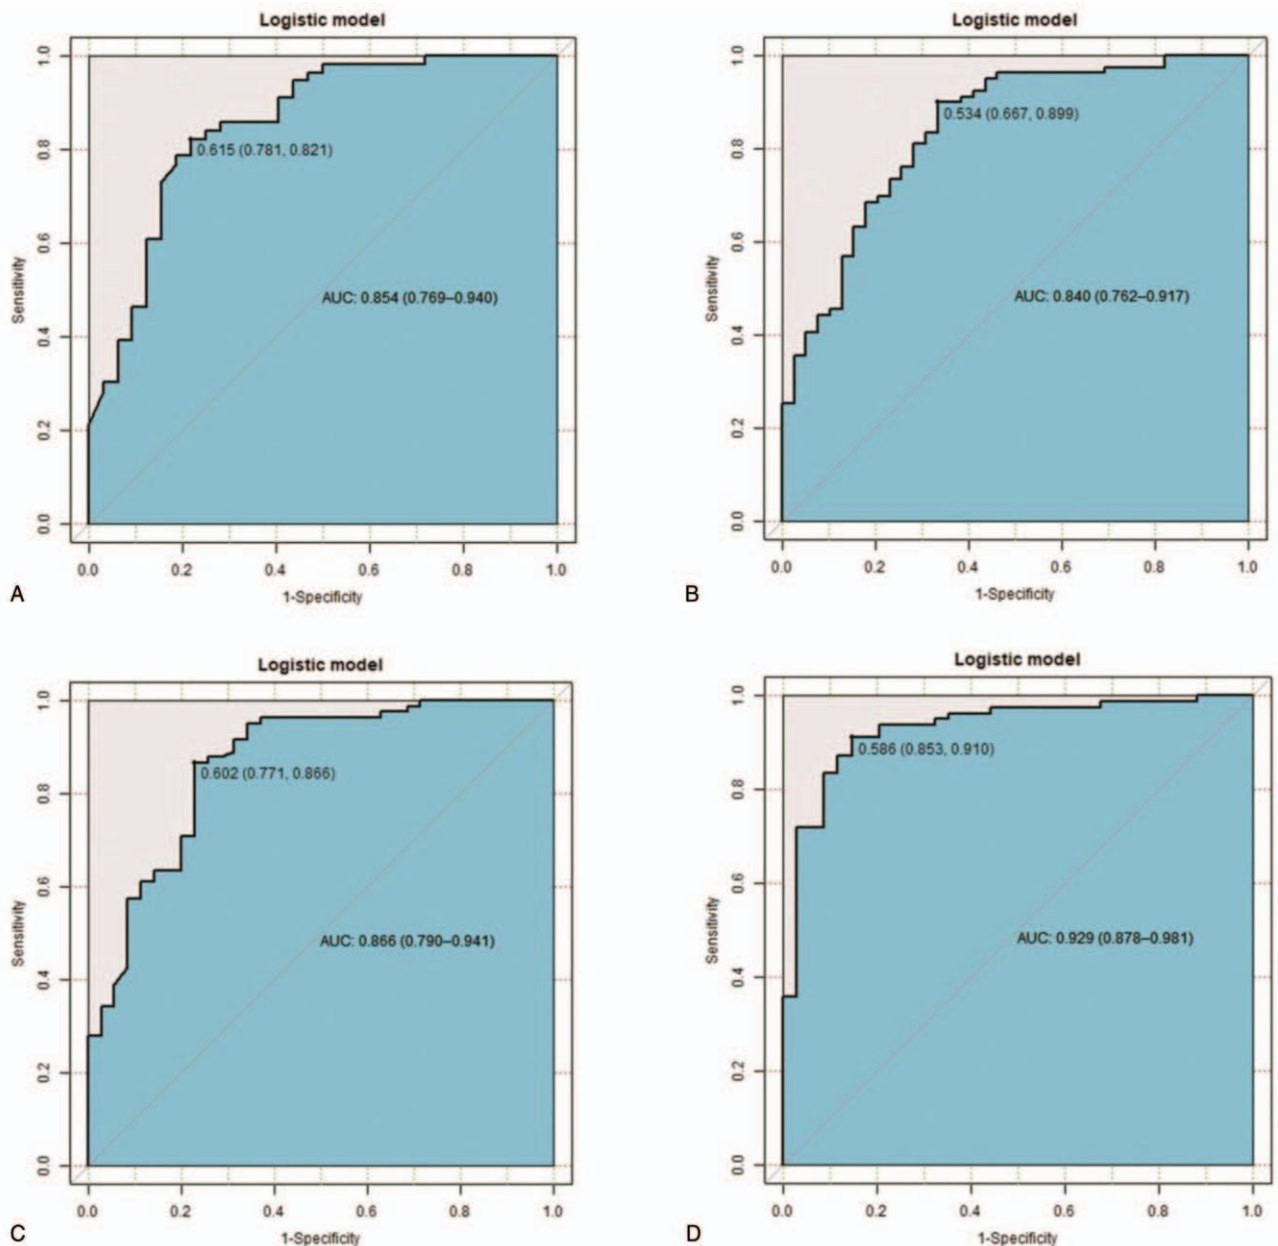 Logistic model
1.0
0.8
0.6
0.4
0.2
0.0
Sensitivity
0.615 (0.781, 0.821)
AUC: 0.854 (0.769–0.940)
0.0 0.2 0.4 0.6 0.8 1.0
1-Specificity
A
Logistic model
1.0
0.8
0.6
0.4
0.2
0.0
Sensitivity
0.534 (0.667, 0.899)
AUC: 0.840 (0.762–0.917)
0.0 0.2 0.4 0.6 0.8 1.0
1-Specificity
B
Logistic model
1.0
0.8
0.6
0.4
0.2
0.0
Sensitivity
0.602 (0.771, 0.866)
AUC: 0.866 (0.790–0.941)
0.0 0.2 0.4 0.6 0.8 1.0
1-Specificity
C
Logistic model
1.0
0.8
0.6
0.4
0.2
0.0
Sensitivity
0.586 (0.853, 0.910)
AUC: 0.929 (0.878–0.981)
0.0 0.2 0.4 0.6 0.8 1.0
1-Specificity
D